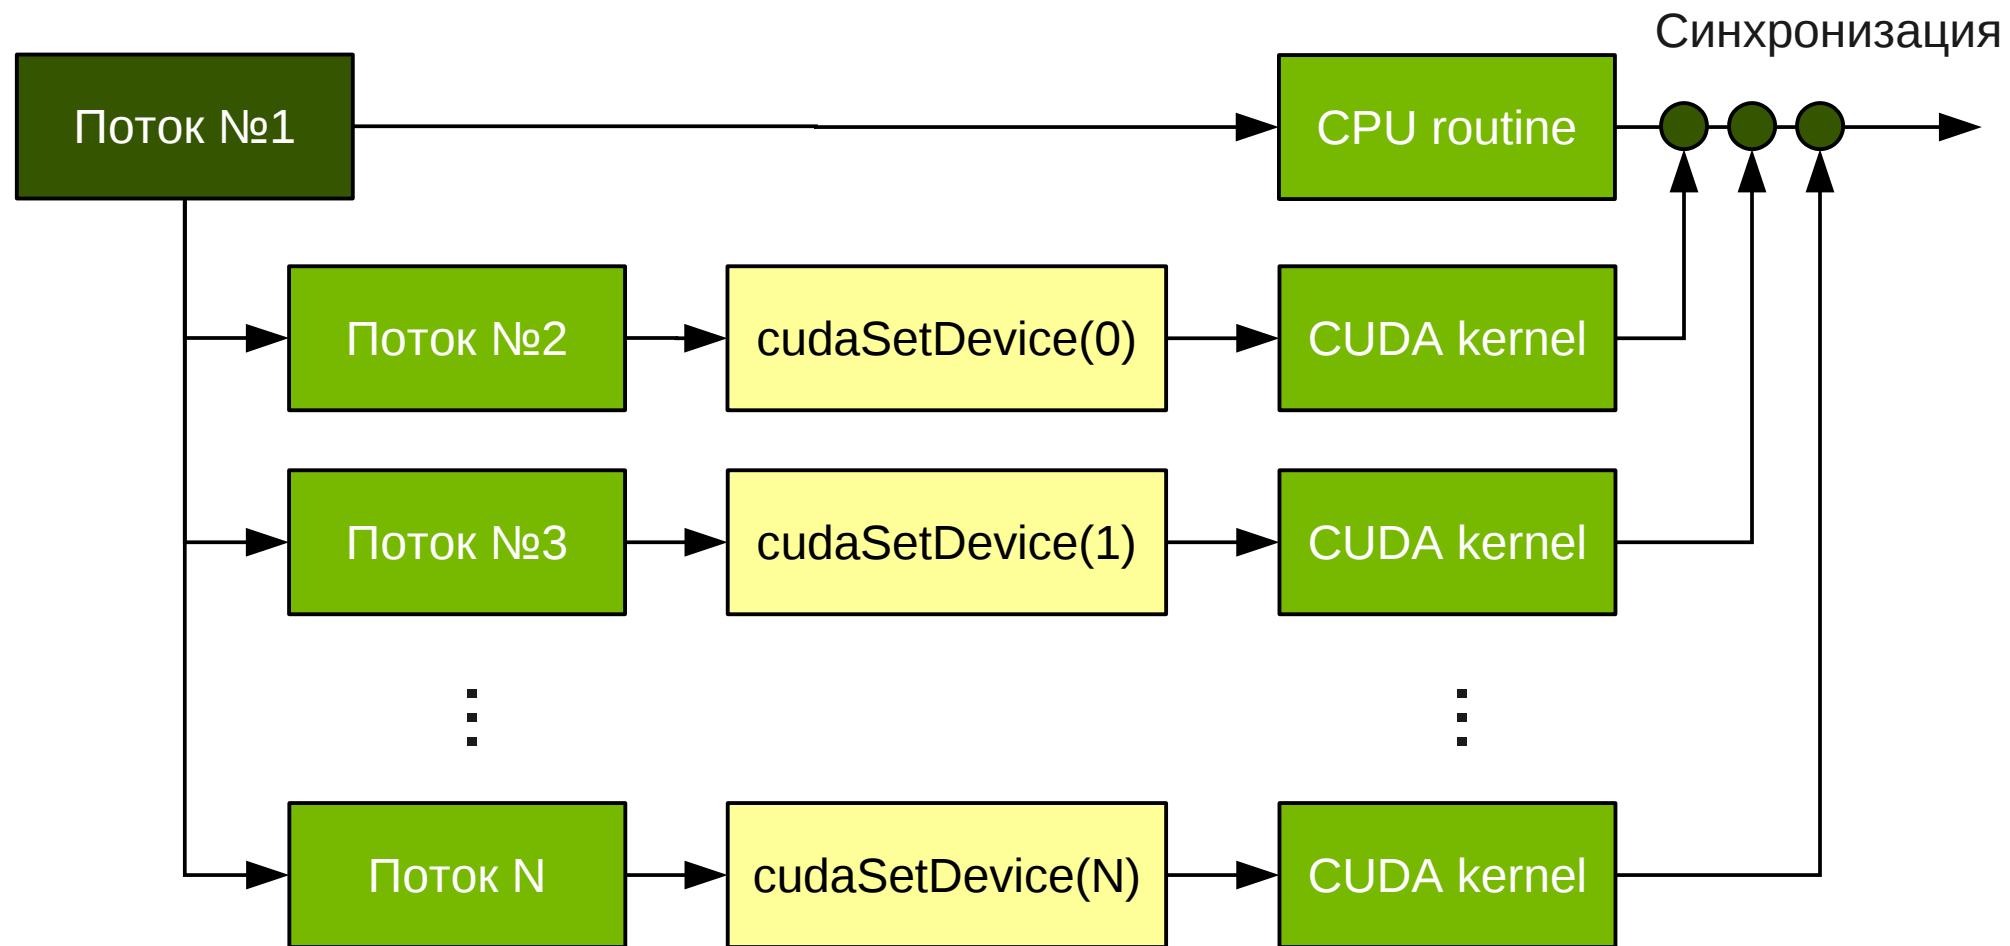 Синхронизация
Поток №1
CPU routine
Поток №2
cudaSetDevice(0)
CUDA kernel
Поток №3
cudaSetDevice(1)
CUDA kernel
Поток N
cudaSetDevice(N)
CUDA kernel